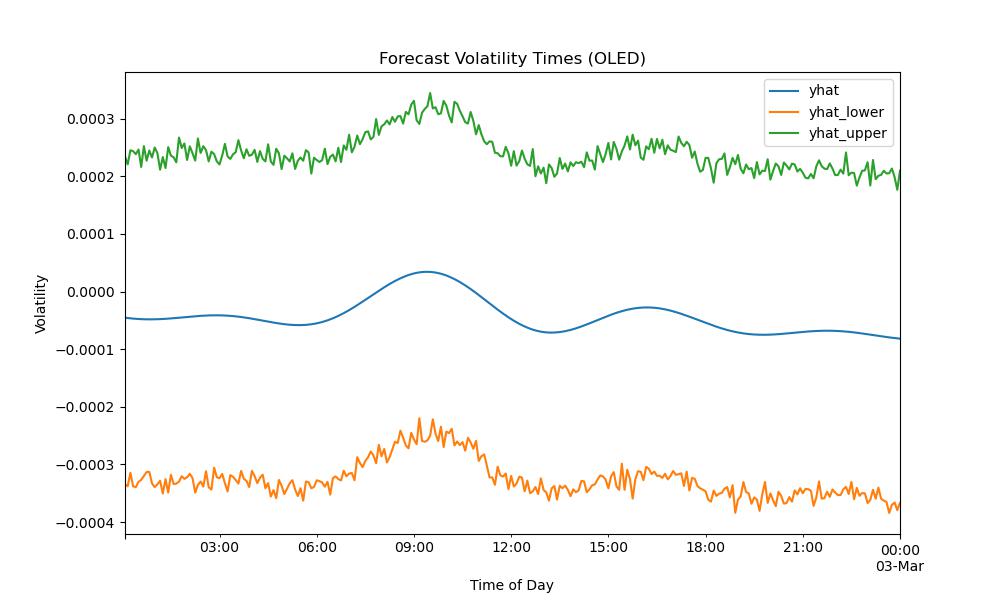 Forecast Volatility Times (OLED)
yhat
yhat_lower
yhat_upper
0.0003
0.0002
0.0001
0.0000
−0.0001
−0.0002
−0.0003
−0.0004
Volatility
03:00 06:00 09:00 12:00 15:00 18:00 21:00 00:00
03-Mar
Time of Day